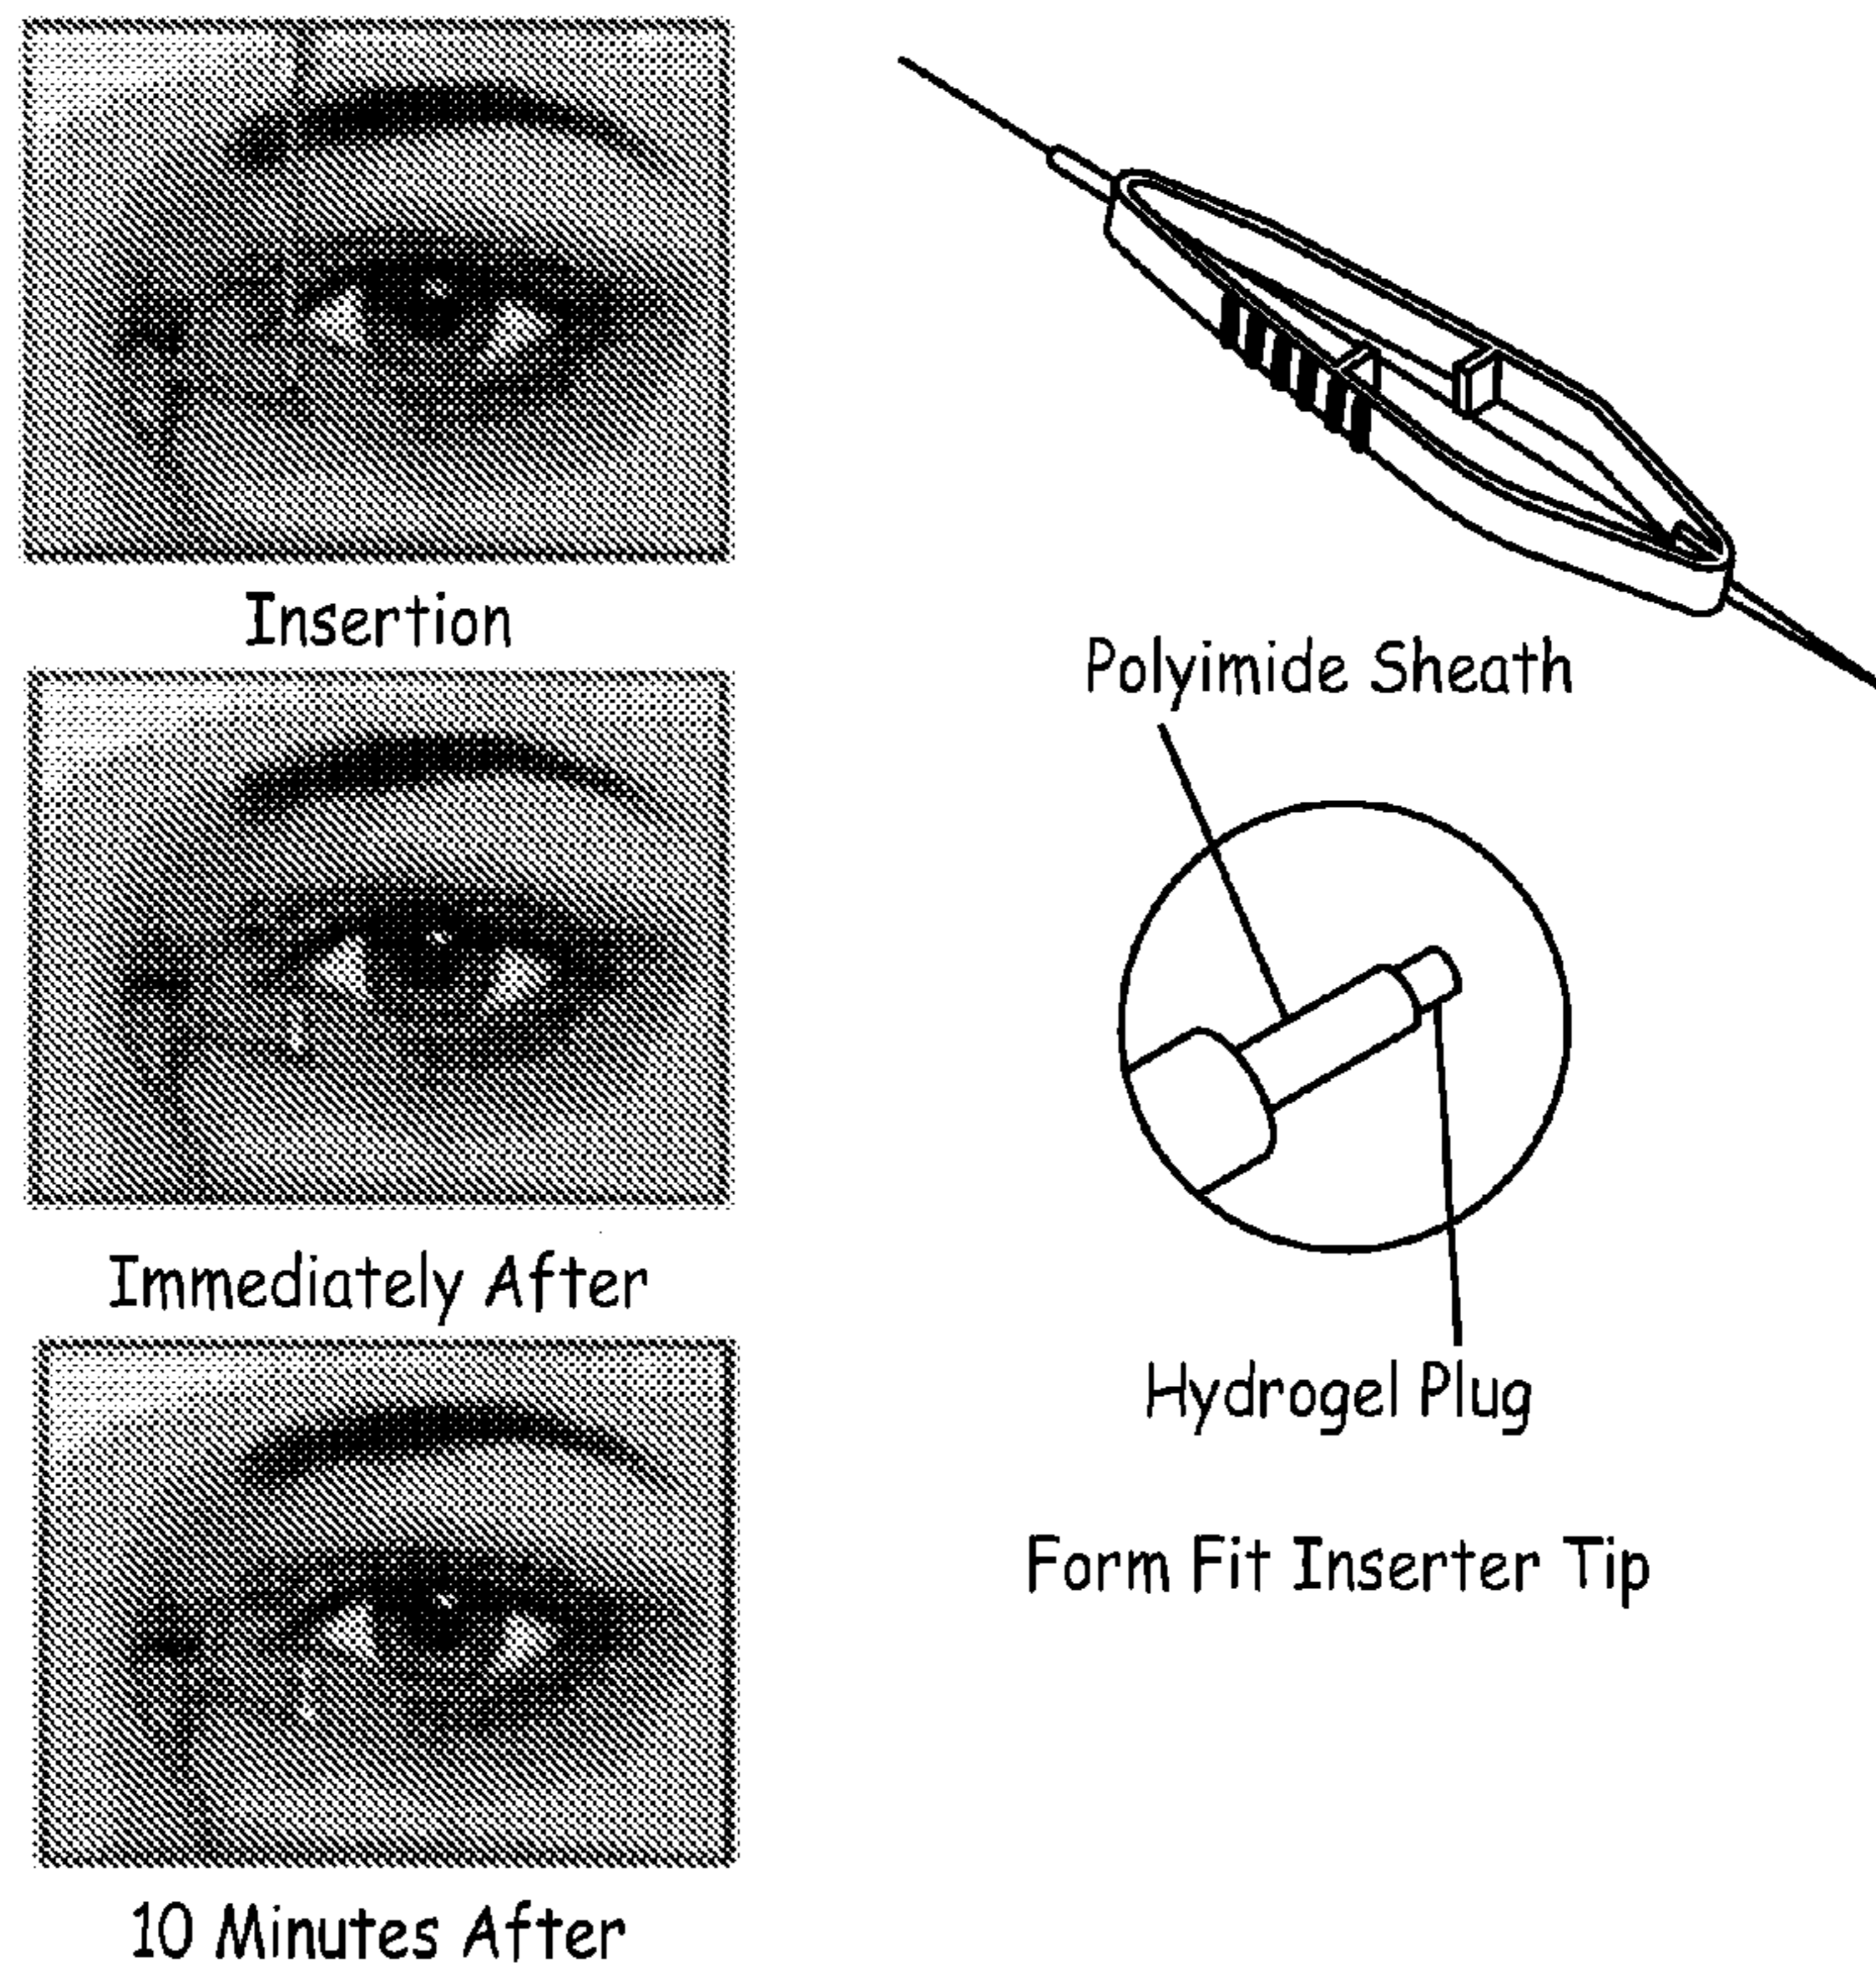 Insertion
Polyimide Sheath
Immediately After
Hydrogel Plug
Form Fit Inserter Tip
10 Minutes After